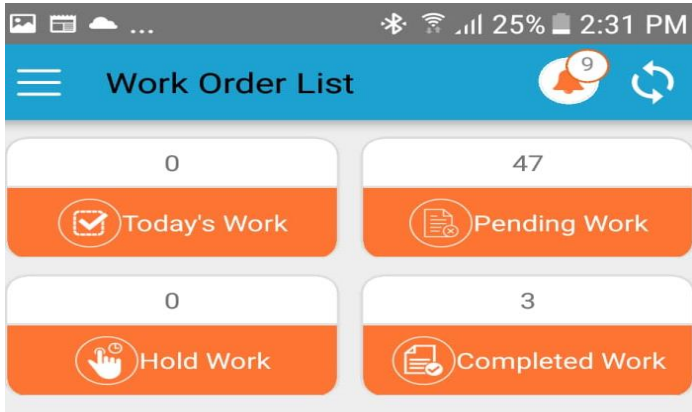 ... 25% 2:31 PM
Work Order List 9
0 47
Today's Work Pending Work
0 3
Hold Work Completed Work